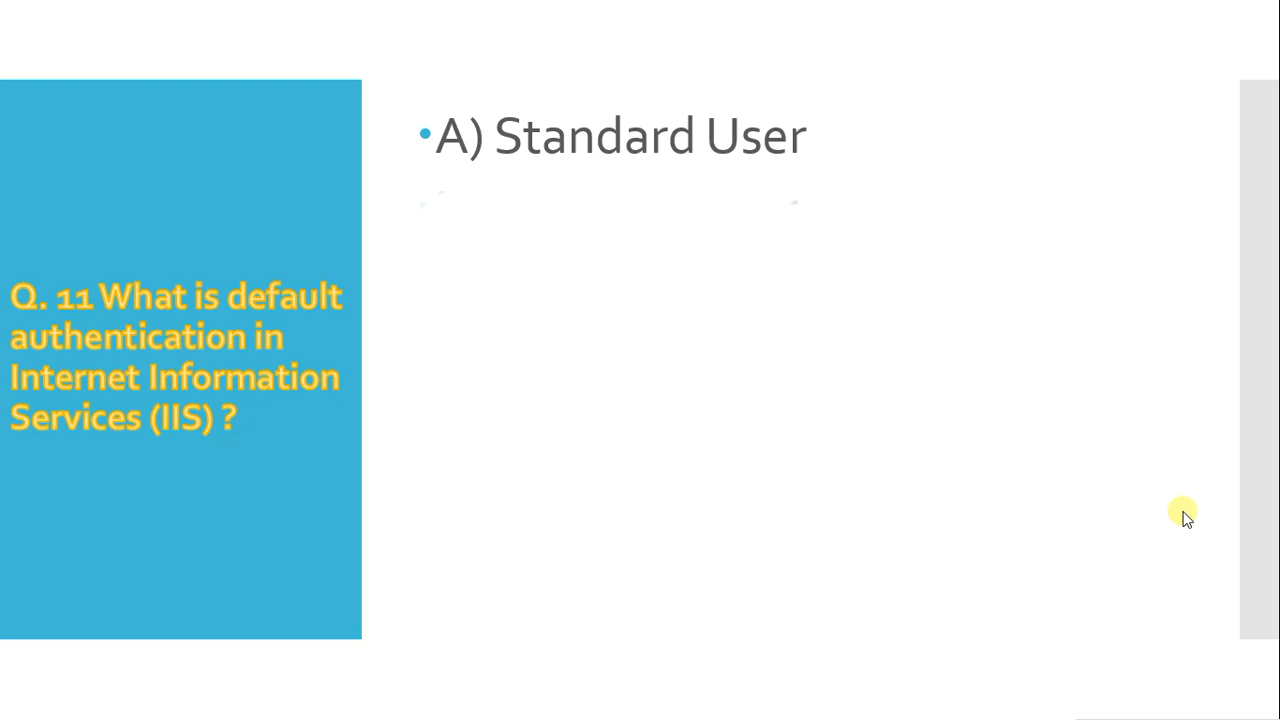 •A) Standard User
Q. 11 What is default
authentication in
Internet Information
Services (IIS) ?